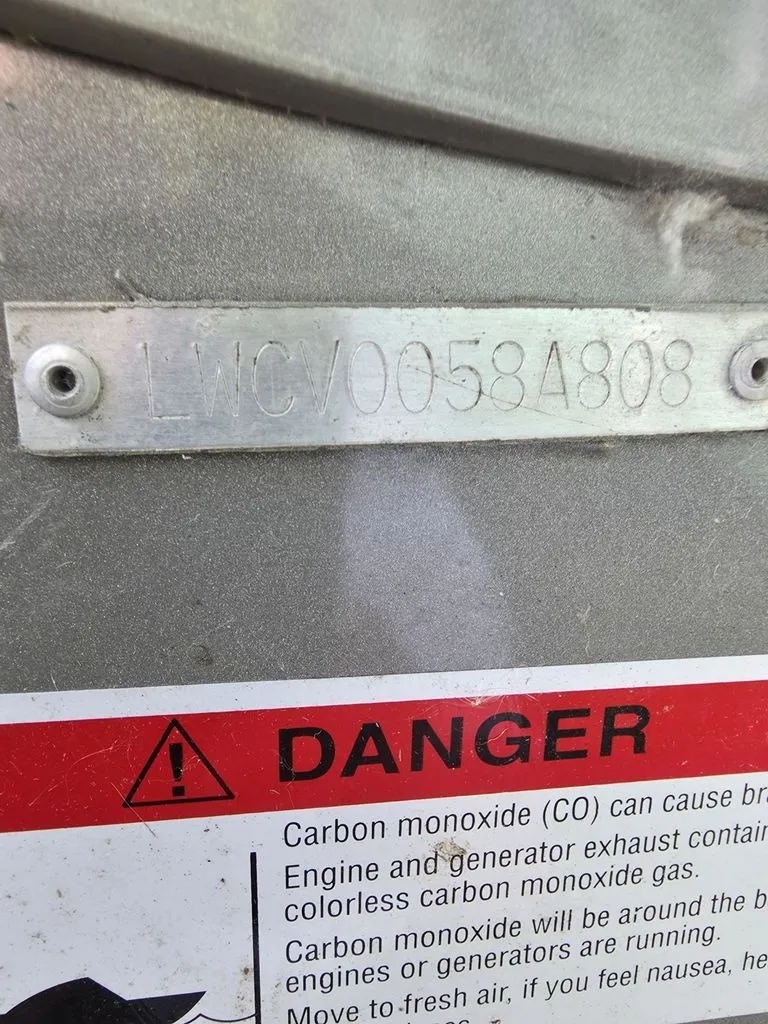 LWCV0058A808
DANGER
Carbon monoxide (CO) can cause
Engine and generator exhaust
colorless carbon monoxide gas.
Carbon monoxide will be around the
engines or generators are running.
Move to fresh air, if you feel nausea,